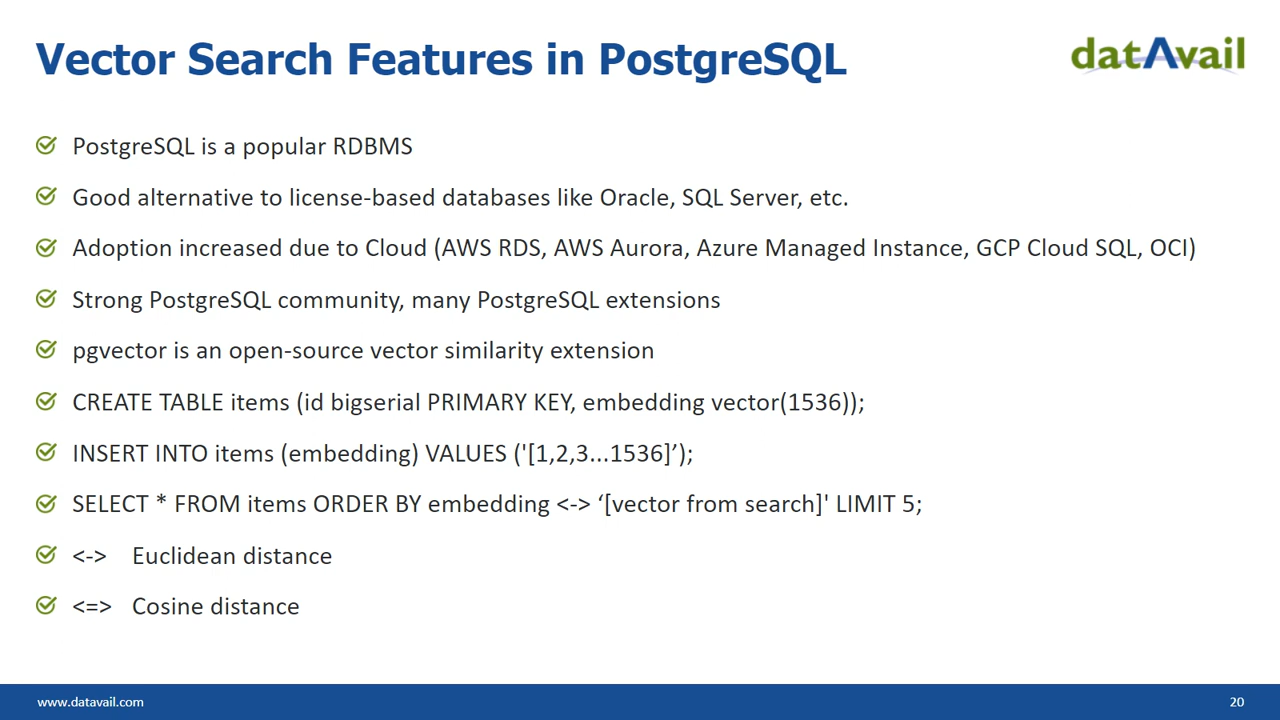 Vector Search Features in PostgreSQL
datAvail
PostgreSQL is a popular RDBMS
Good alternative to license-based databases like Oracle, SQL Server, etc.
Adoption increased due to Cloud (AWS RDS, AWS Aurora, Azure Managed Instance, GCP Cloud SQL, OCI)
Strong PostgreSQL community, many PostgreSQL extensions
pgvector is an open-source vector similarity extension
CREATE TABLE items (id bigserial PRIMARY KEY, embedding vector(1536));
INSERT INTO items (embedding) VALUES ('[1,2,3...1536]’);
SELECT * FROM items ORDER BY embedding <-> ‘[vector from search]' LIMIT 5;
<-> Euclidean distance
<=> Cosine distance
www.datavail.com
20